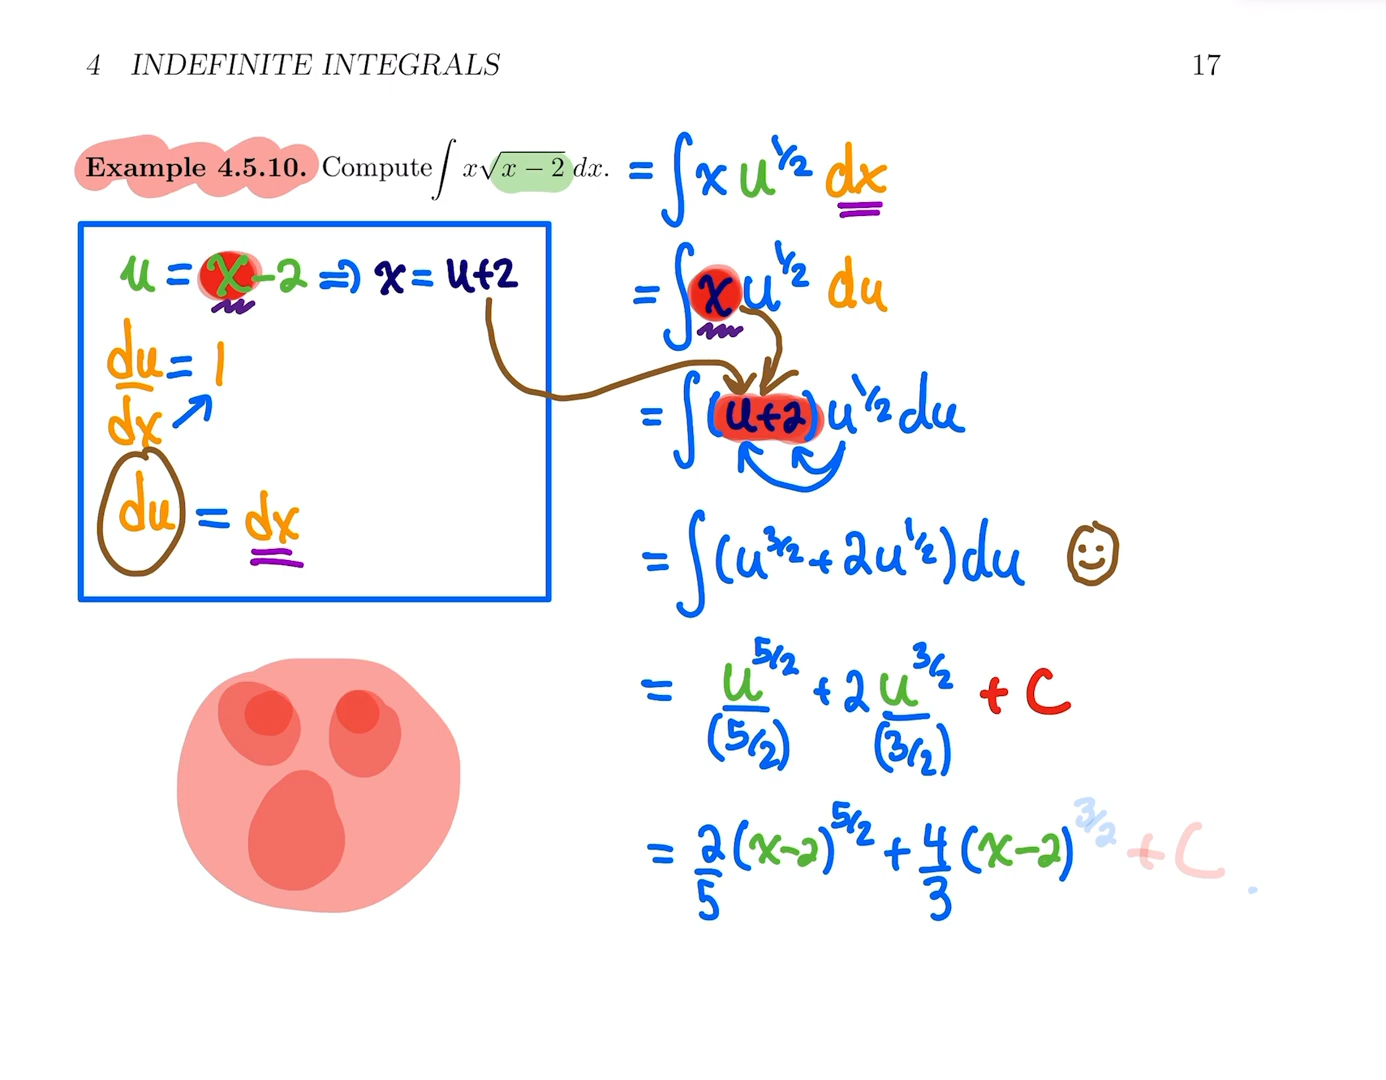 4 INDEFINITE INTEGRALS 17
Example 4.5.10. Compute ∫ x√(x − 2) dx. = ∫ x u^1/2 dx
u = x-2 ⇒ x = u+2
= ∫ x u^1/2 du
du/dx = 1
= ∫ (u+2) u^1/2 du
du = dx
= ∫ (u^3/2 + 2u^1/2) du
= u^5/2/(5/2) + 2 u^3/2/(3/2) + C
= 2/5 (x-2)^5/2 + 4/3 (x-2)^3/2 + C.